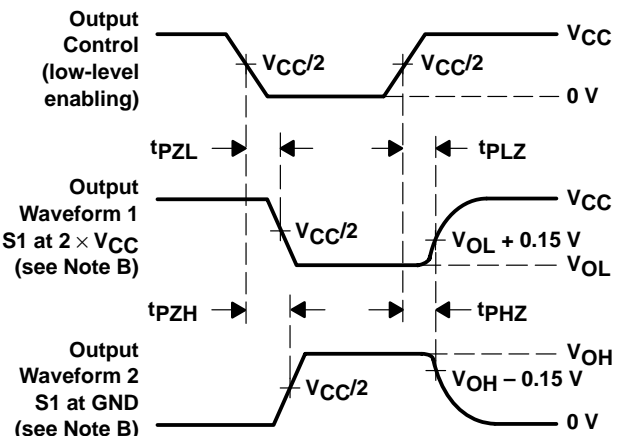 Output
Control
(low-level
enabling)
VCC
VCC/2
VCC/2
0 V
tPZL
tPLZ
Output
Waveform 1
S1 at 2 × VCC
(see Note B)
VCC
VCC/2
VOL + 0.15 V
VOL
tPZH
tPHZ
Output
Waveform 2
S1 at GND
(see Note B)
VOH
VCC/2
VOH – 0.15 V
0 V